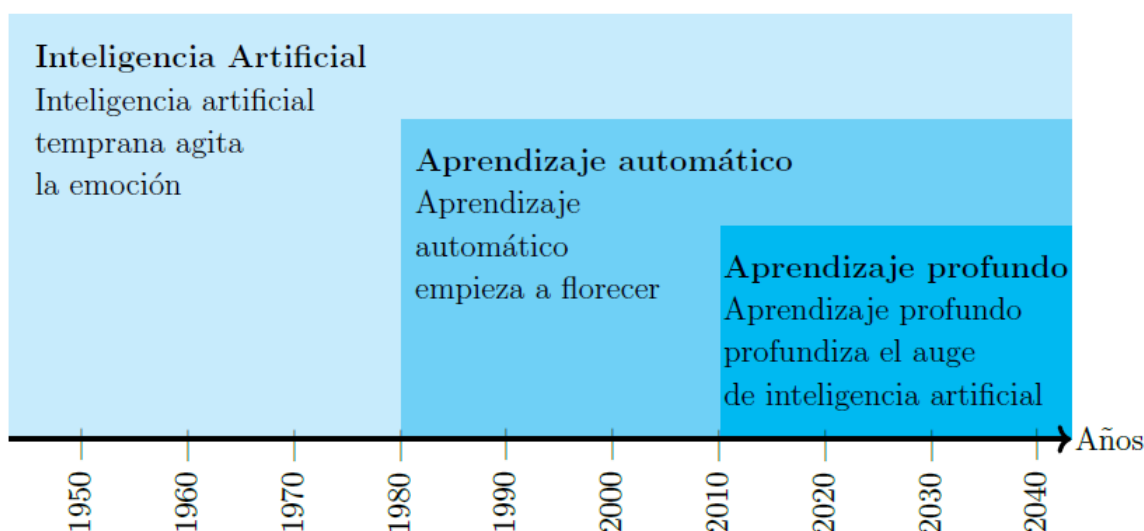 Inteligencia Artificial
Inteligencia artificial
temprana agita
la emoción
Aprendizaje automático
Aprendizaje
automático
empieza a florecer
Aprendizaje profundo
Aprendizaje profundo
profundiza el auge
de inteligencia artificial
Años
1950
1960
1970
1980
1990
2000
2010
2020
2030
2040